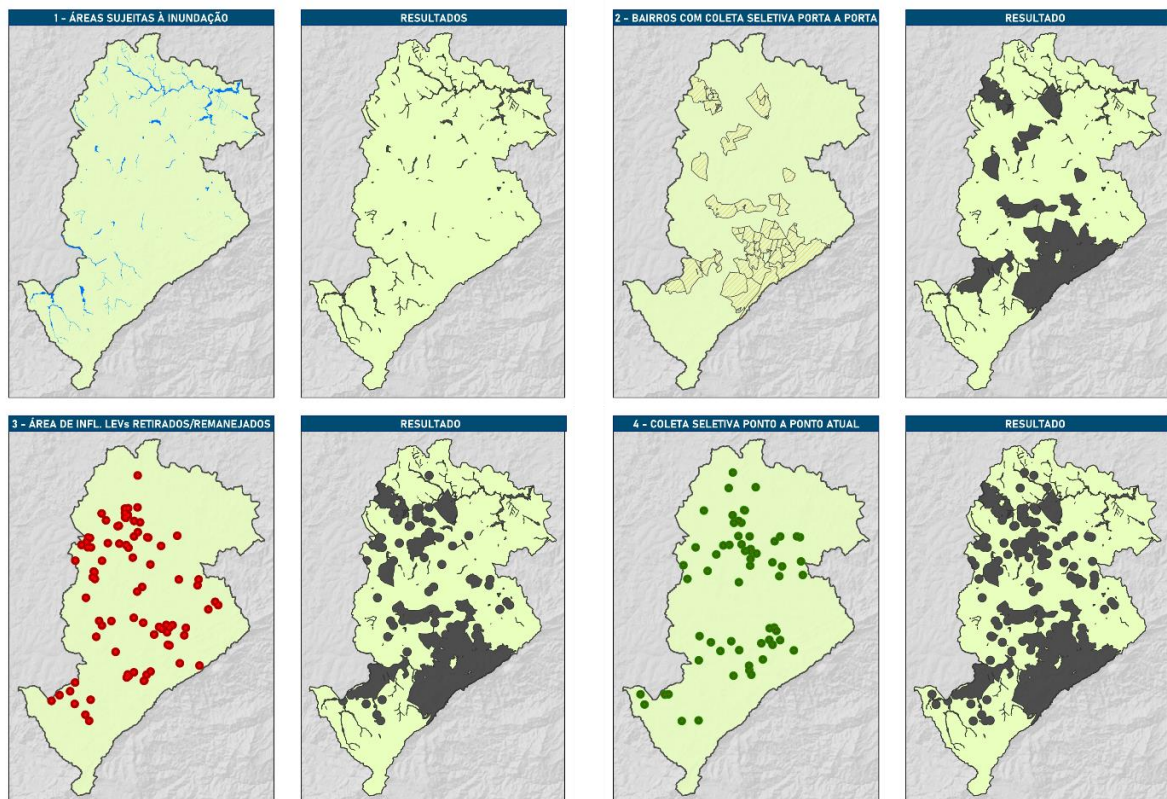 1 - ÁREAS SUJEITAS À INUNDAÇÃO
RESULTADOS
2 - BAIRROS COM COLETA SELETIVA PORTA A PORTA
RESULTADO
3 - ÁREA DE INFL. LEVs RETIRADOS/REMANEJADOS
RESULTADO
4 - COLETA SELETIVA PONTO A PONTO ATUAL
RESULTADO